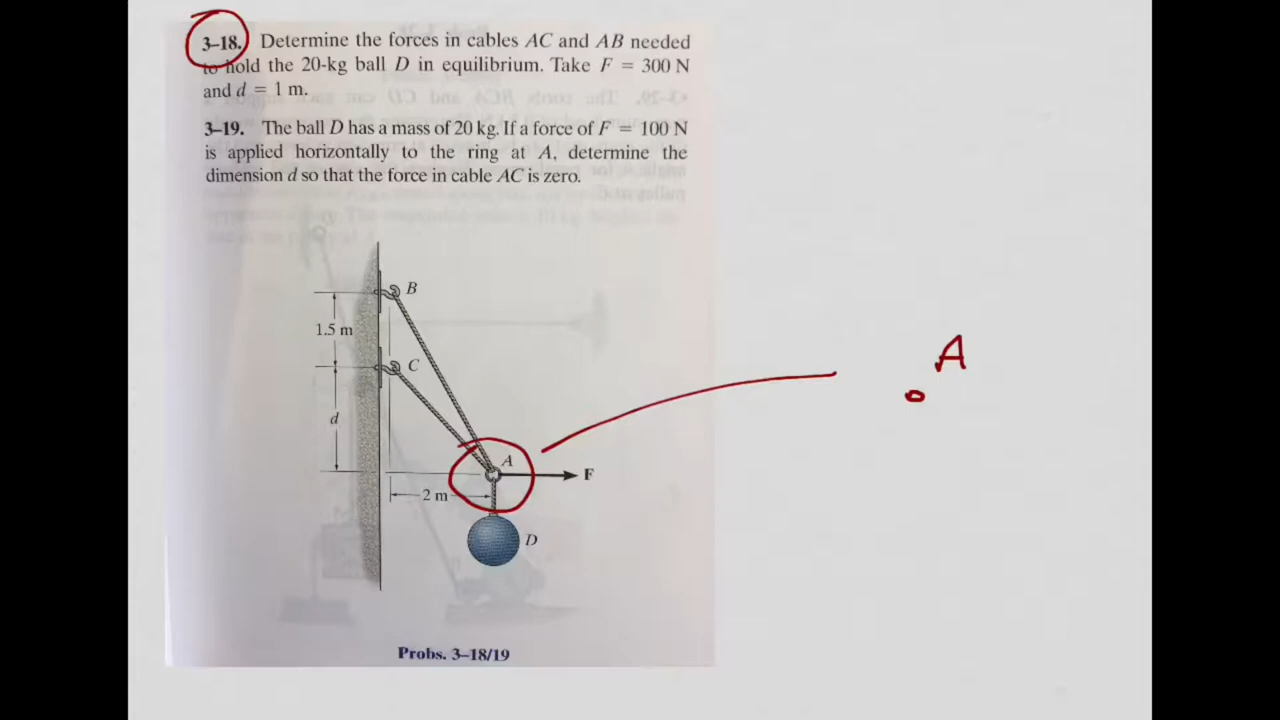 3–18. Determine the forces in cables AC and AB needed
to hold the 20-kg ball D in equilibrium. Take F = 300 N
and d = 1 m.
3–19. The ball D has a mass of 20 kg. If a force of F = 100 N
is applied horizontally to the ring at A, determine the
dimension d so that the force in cable AC is zero.
B
1.5 m
C
d
A
F
2 m
D
A
Probs. 3–18/19